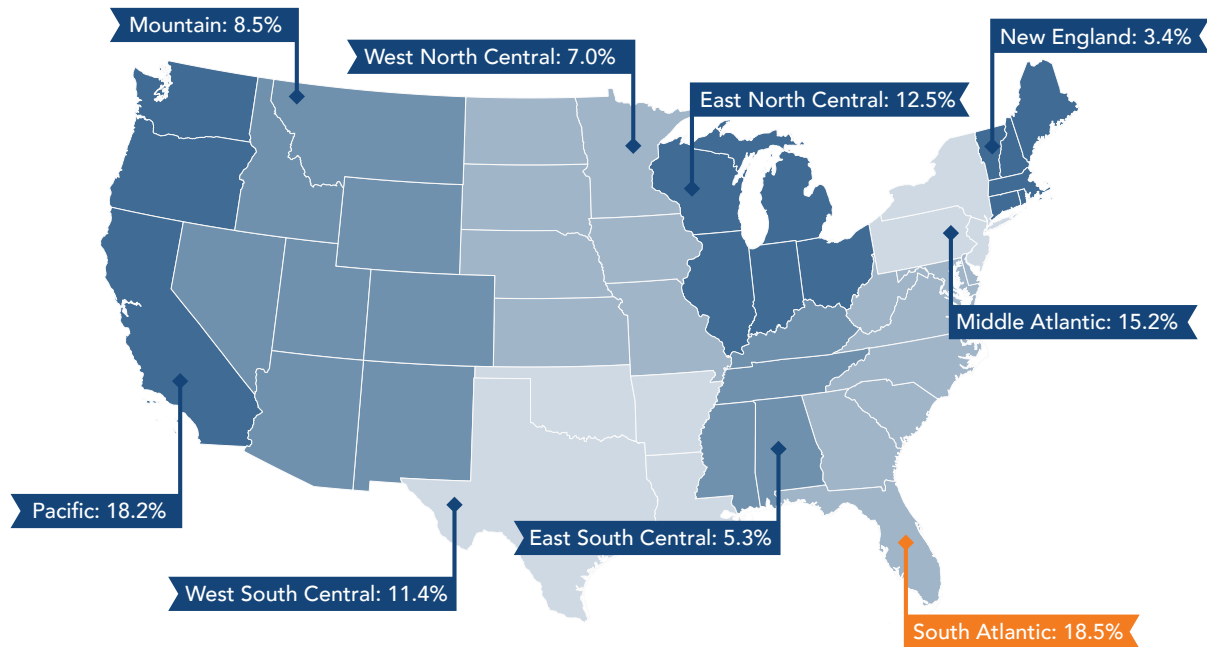 Mountain: 8.5%
New England: 3.4%
West North Central: 7.0%
East North Central: 12.5%
Middle Atlantic: 15.2%
Pacific: 18.2%
East South Central: 5.3%
West South Central: 11.4%
South Atlantic: 18.5%